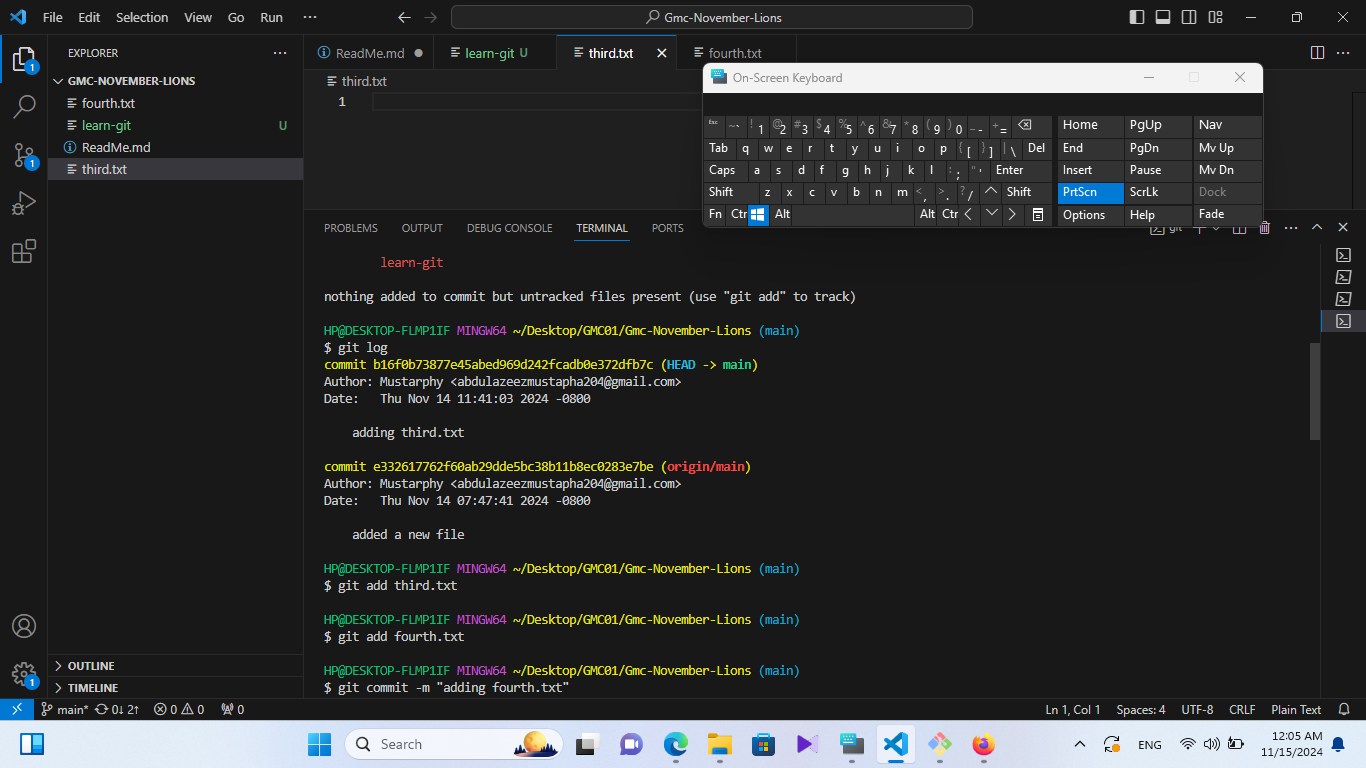 File Edit Selection View Go Run ···
Gmc-November-Lions
EXPLORER ···
GMC-NOVEMBER-LIONS
fourth.txt
learn-git U
ReadMe.md
third.txt
OUTLINE
TIMELINE
1
1
1
ReadMe.md
learn-git U
third.txt
fourth.txt
third.txt
1
On-Screen Keyboard
Esc ~` ! 1 @ 2 # 3 $ 4 % 5 ^ 6 & 7 * 8 ( 9 ) 0 _ - + = Home PgUp Nav
Tab q w e r t y u i o p { [ } ] | \ Del End PgDn Mv Up
Caps a s d f g h j k l : ; " ' Enter Insert Pause Mv Dn
Shift z x c v b n m < , > . ? / Shift PrtScn ScrLk Dock
Fn Ctr Alt Alt Ctr Options Help Fade
PROBLEMS OUTPUT DEBUG CONSOLE TERMINAL PORTS
git
learn-git
nothing added to commit but untracked files present (use "git add" to track)
HP@DESKTOP-FLMP1IF MINGW64 ~/Desktop/GMC01/Gmc-November-Lions (main)
$ git log
commit b16f0b73877e45abed969d242fcadb0e372dfb7c (HEAD -> main)
Author: Mustarphy <abdulazeezmustapha204@gmail.com>
Date:   Thu Nov 14 11:41:03 2024 -0800
adding third.txt
commit e332617762f60ab29dde5bc38b11b8ec0283e7be (origin/main)
Author: Mustarphy <abdulazeezmustapha204@gmail.com>
Date:   Thu Nov 14 07:47:41 2024 -0800
added a new file
HP@DESKTOP-FLMP1IF MINGW64 ~/Desktop/GMC01/Gmc-November-Lions (main)
$ git add third.txt
HP@DESKTOP-FLMP1IF MINGW64 ~/Desktop/GMC01/Gmc-November-Lions (main)
$ git add fourth.txt
HP@DESKTOP-FLMP1IF MINGW64 ~/Desktop/GMC01/Gmc-November-Lions (main)
$ git commit -m "adding fourth.txt"
main* 0↓ 2↑ 0 0 0 Ln 1, Col 1 Spaces: 4 UTF-8 CRLF Plain Text
Search
ENG
12:05 AM
11/15/2024